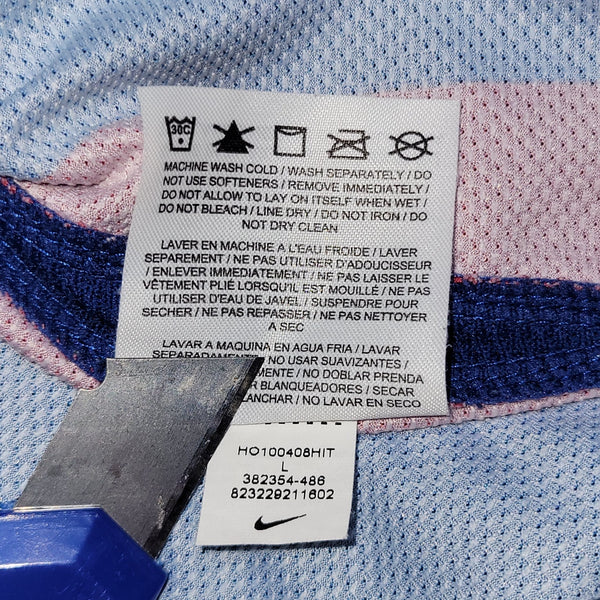 30C
MACHINE WASH COLD / WASH SEPARATELY / DO
NOT USE SOFTENERS / REMOVE IMMEDIATELY /
DO NOT ALLOW TO LAY ON ITSELF WHEN WET /
DO NOT BLEACH / LINE DRY / DO NOT IRON / DO
NOT DRY CLEAN
LAVER EN MACHINE A L'EAU FROIDE / LAVER
SEPAREMENT / NE PAS UTILISER D'ADOUCISSEUR
/ ENLEVER IMMEDIATEMENT / NE PAS LAISSER LE
VÊTEMENT PLIÉ LORSQU'IL EST MOUILLÉ / NE PAS
UTILISER D'EAU DE JAVEL / SUSPENDRE POUR
SECHER / NE PAS REPASSER / NE PAS NETTOYER
A SEC
LAVAR A MAQUINA EN AGUA FRIA / LAVAR
SEPARADAMENTE / NO USAR SUAVIZANTES /
/ NO DOBLAR PRENDA
BLANQUEADORES / SECAR
/ NO LAVAR EN SECO
HO100408HIT
L
382354-486
823229211602